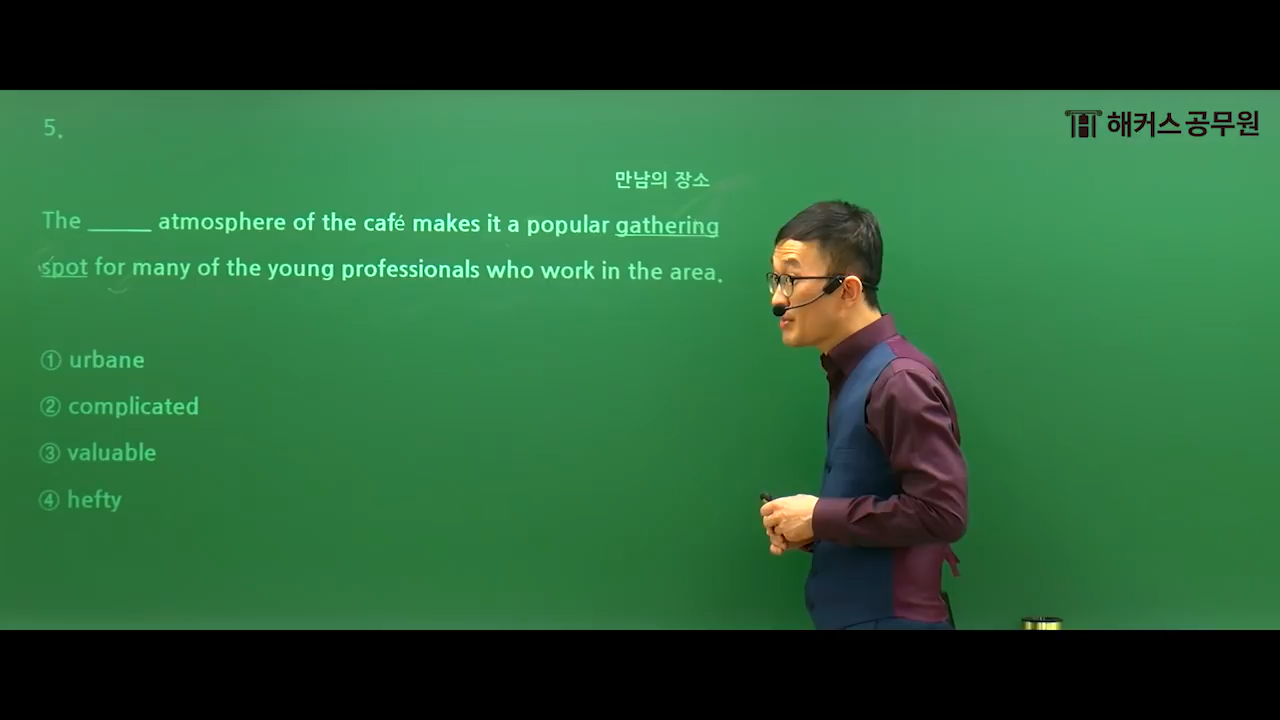 5.
해커스 공무원
만남의 장소
The _____ atmosphere of the café makes it a popular gathering
spot for many of the young professionals who work in the area.
① urbane
② complicated
③ valuable
④ hefty